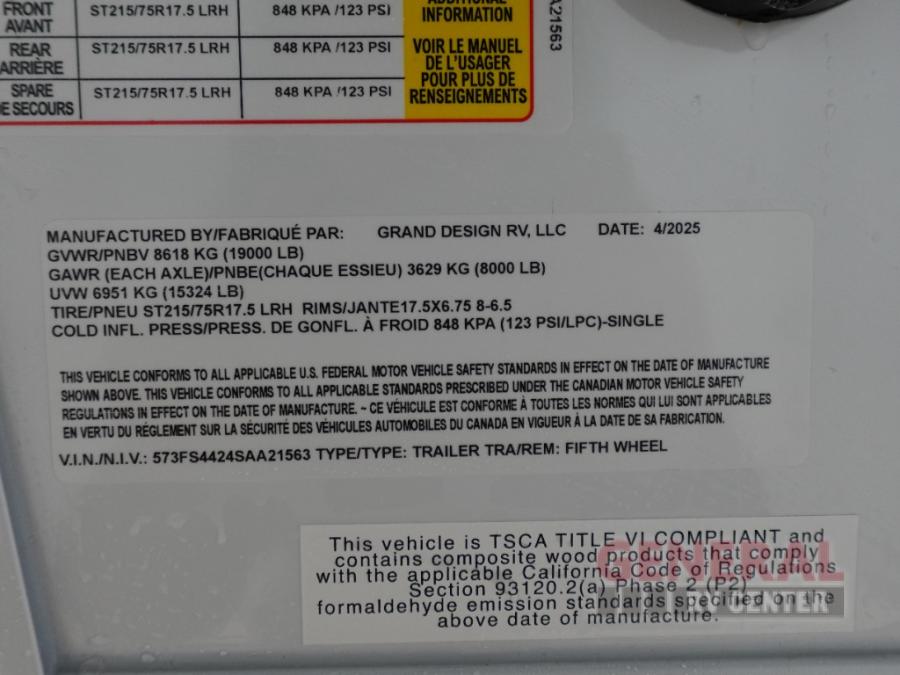 FRONT ST215/75R17.5 LRH 848 KPA /123 PSI
AVANT
ADDITIONAL
INFORMATION
REAR ST215/75R17.5 LRH 848 KPA /123 PSI
ARRIÈRE
VOIR LE MANUEL
DE L'USAGER
POUR PLUS DE
RENSEIGNEMENTS
SPARE ST215/75R17.5 LRH 848 KPA /123 PSI
DE SECOURS
A21563
MANUFACTURED BY/FABRIQUÉ PAR: GRAND DESIGN RV, LLC DATE: 4/2025
GVWR/PNBV 8618 KG (19000 LB)
GAWR (EACH AXLE)/PNBE(CHAQUE ESSIEU) 3629 KG (8000 LB)
UVW 6951 KG (15324 LB)
TIRE/PNEU ST215/75R17.5 LRH RIMS/JANTE17.5X6.75 8-6.5
COLD INFL. PRESS/PRESS. DE GONFL. À FROID 848 KPA (123 PSI/LPC)-SINGLE
THIS VEHICLE CONFORMS TO ALL APPLICABLE U.S. FEDERAL MOTOR VEHICLE SAFETY STANDARDS IN EFFECT ON THE DATE OF MANUFACTURE
SHOWN ABOVE. THIS VEHICLE CONFORMS TO ALL APPLICABLE STANDARDS PRESCRIBED UNDER THE CANADIAN MOTOR VEHICLE SAFETY
REGULATIONS IN EFFECT ON THE DATE OF MANUFACTURE. ~ CE VÉHICULE EST CONFORME À TOUTES LES NORMES QUI LUI SONT APPLICABLES
EN VERTU DU RÉGLEMENT SUR LA SÉCURITÉ DES VÉHICULES AUTOMOBILES DU CANADA EN VIGUEUR À LA DATE DE SA FABRICATION.
V.I.N./N.I.V.: 573FS4424SAA21563 TYPE/TYPE: TRAILER TRA/REM: FIFTH WHEEL
This vehicle is TSCA TITLE VI COMPLIANT and
contains composite wood products that comply
with the applicable California Code of Regulations
Section 93120.2(a) Phase 2 (P2)
formaldehyde emission standards specified on the
above date of manufacture.
GENERAL
RV CENTER